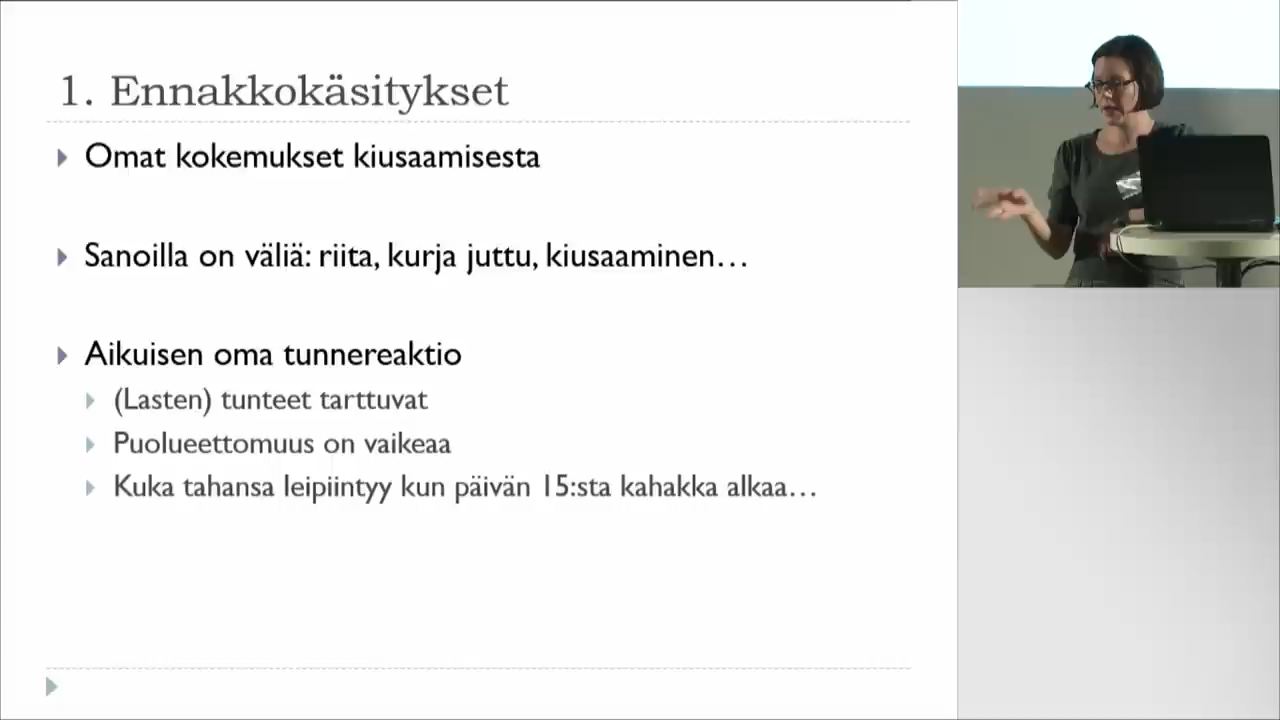 1. Ennakkokäsitykset
Omat kokemukset kiusaamisesta
Sanoilla on väliä: riita, kurja juttu, kiusaaminen…
Aikuisen oma tunnereaktio
(Lasten) tunteet tarttuvat
Puolueettomuus on vaikeaa
Kuka tahansa leipiintyy kun päivän 15:sta kahakka alkaa…